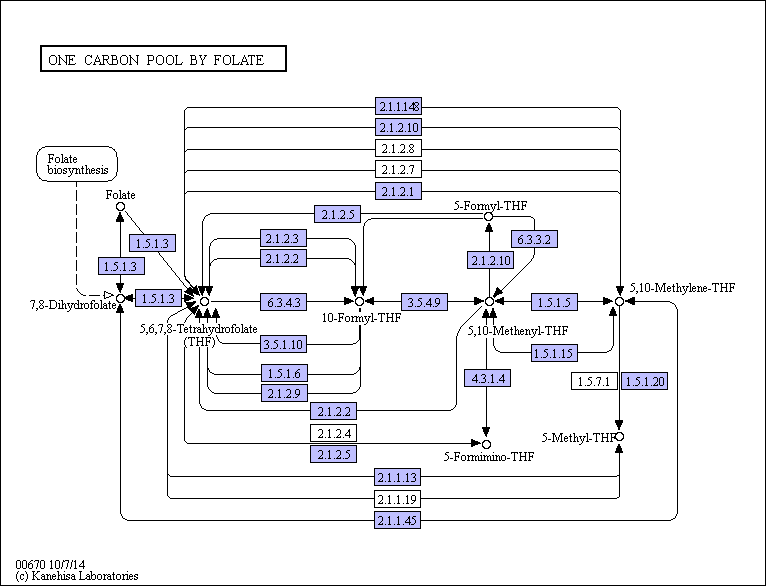 ONE CARBON POOL BY FOLATE
2.1.1.148
2.1.2.10
2.1.2.8
2.1.2.7
2.1.2.1
Folate
biosynthesis
Folate
5-Formyl-THF
2.1.2.5
1.5.1.3
2.1.2.3
6.3.3.2
2.1.2.2
2.1.2.10
1.5.1.3
5,10-Methylene-THF
7,8-Dihydrofolate
1.5.1.3
6.3.4.3
3.5.4.9
1.5.1.5
10-Formyl-THF
5,6,7,8-Tetrahydrofolate
(THF)
5,10-Methenyl-THF
3.5.1.10
1.5.1.15
1.5.1.6
4.3.1.4
1.5.7.1
1.5.1.20
2.1.2.9
2.1.2.2
2.1.2.4
5-Methyl-THF
2.1.2.5
5-Formimino-THF
2.1.1.13
2.1.1.19
2.1.1.45
00670 10/7/14
(c) Kanehisa Laboratories